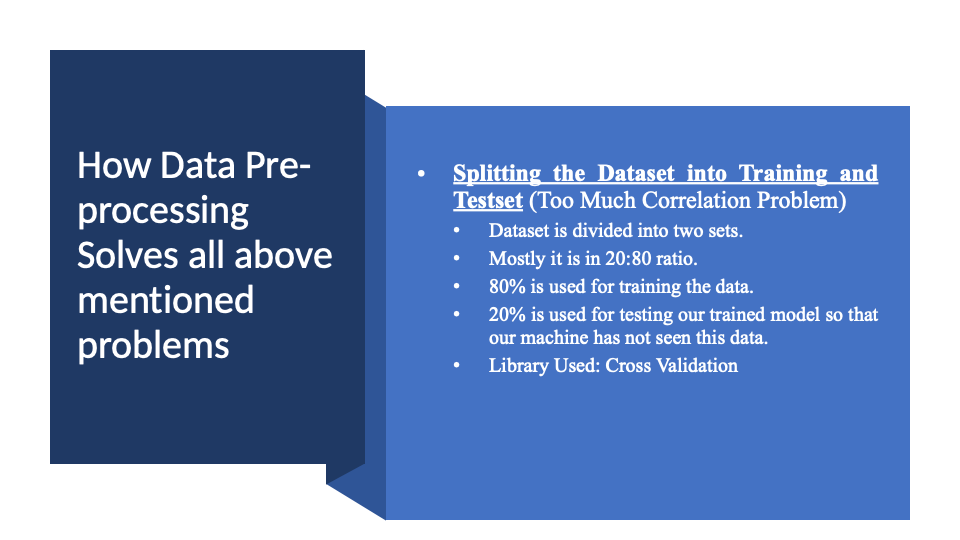 How Data Pre-
processing
Solves all above
mentioned
problems
• Splitting the Dataset into Training and
Testset (Too Much Correlation Problem)
• Dataset is divided into two sets.
• Mostly it is in 20:80 ratio.
• 80% is used for training the data.
• 20% is used for testing our trained model so that
our machine has not seen this data.
• Library Used: Cross Validation